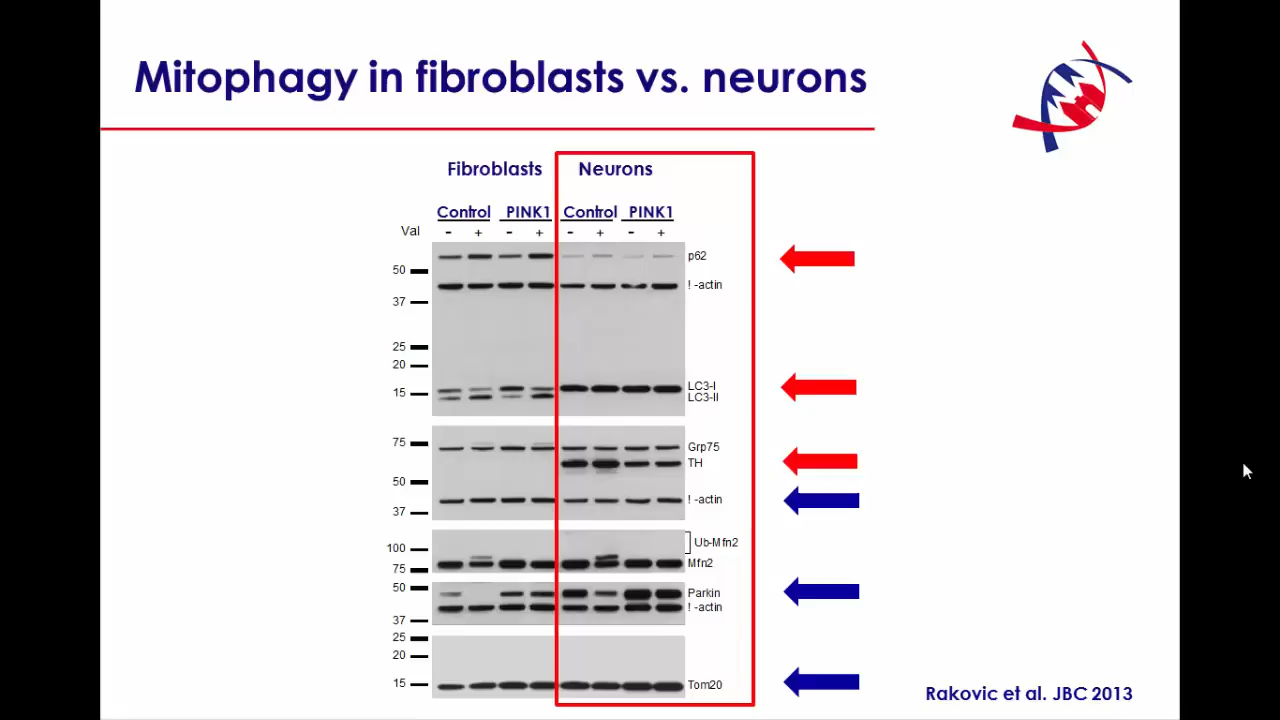 Mitophagy in fibroblasts vs. neurons
Fibroblasts Neurons
Control PINK1 Control PINK1
Val - + - + - + - +
p62
50
! -actin
37
25
20
LC3-I
15
LC3-II
75
Grp75
TH
50
! -actin
37
Ub-Mfn2
100
Mfn2
75
50
Parkin
! -actin
37
25
20
15
Tom20
Rakovic et al. JBC 2013